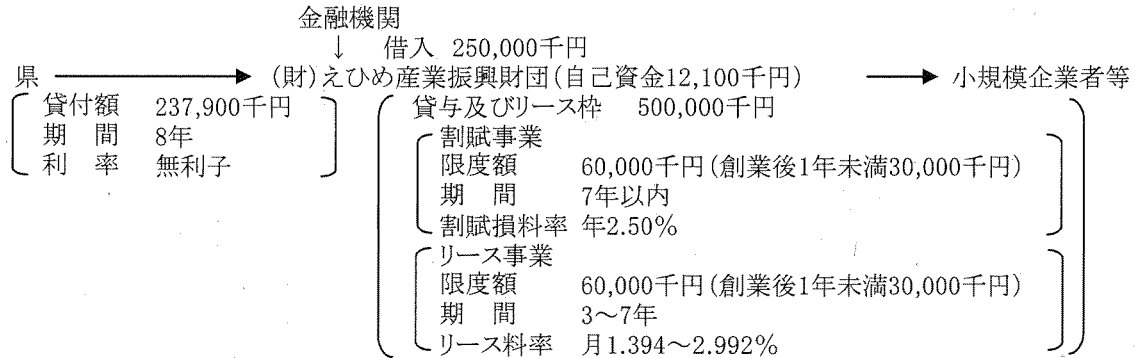 金融機関
↓ 借入 250,000千円
県 → (財)えひめ産業振興財団(自己資金12,100千円) → 小規模企業者等
貸付額 237,900千円 貸与及びリース枠 500,000千円
期 間 8年 割賦事業
利 率 無利子 限度額 60,000千円(創業後1年未満30,000千円)
期 間 7年以内
割賦損料率 年2.50%
リース事業
限度額 60,000千円(創業後1年未満30,000千円)
期 間 3～7年
リース料率 月1.394～2.992%